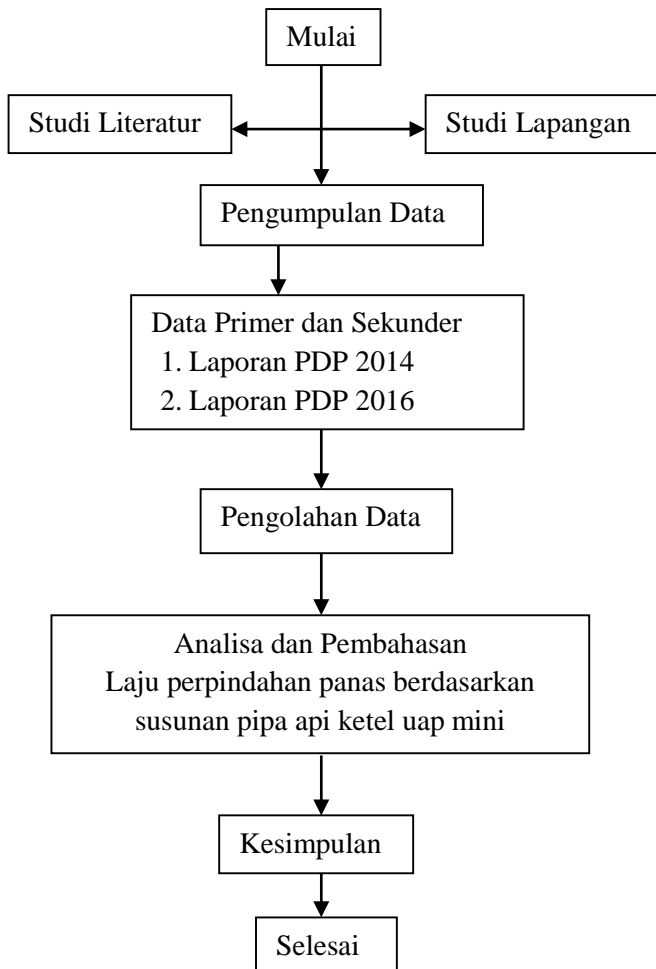 Mulai
Studi Literatur
Studi Lapangan
Pengumpulan Data
Data Primer dan Sekunder
1. Laporan PDP 2014
2. Laporan PDP 2016
Pengolahan Data
Analisa dan Pembahasan
Laju perpindahan panas berdasarkan
susunan pipa api ketel uap mini
Kesimpulan
Selesai